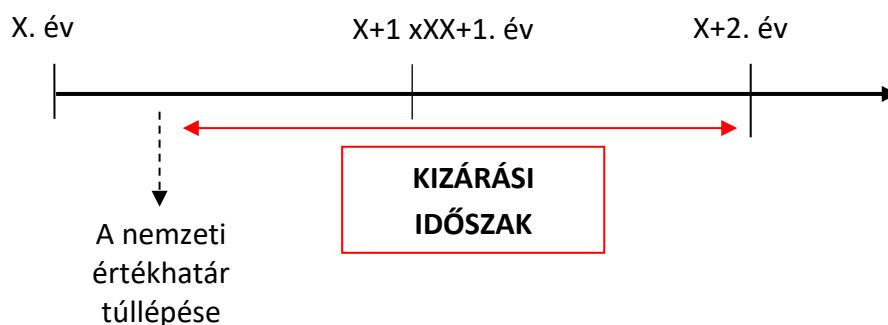 X. év
X+1 xXX+1. év
X+2. év
KIZÁRÁSI
IDŐSZAK
A nemzeti
értékhatár
túllépése